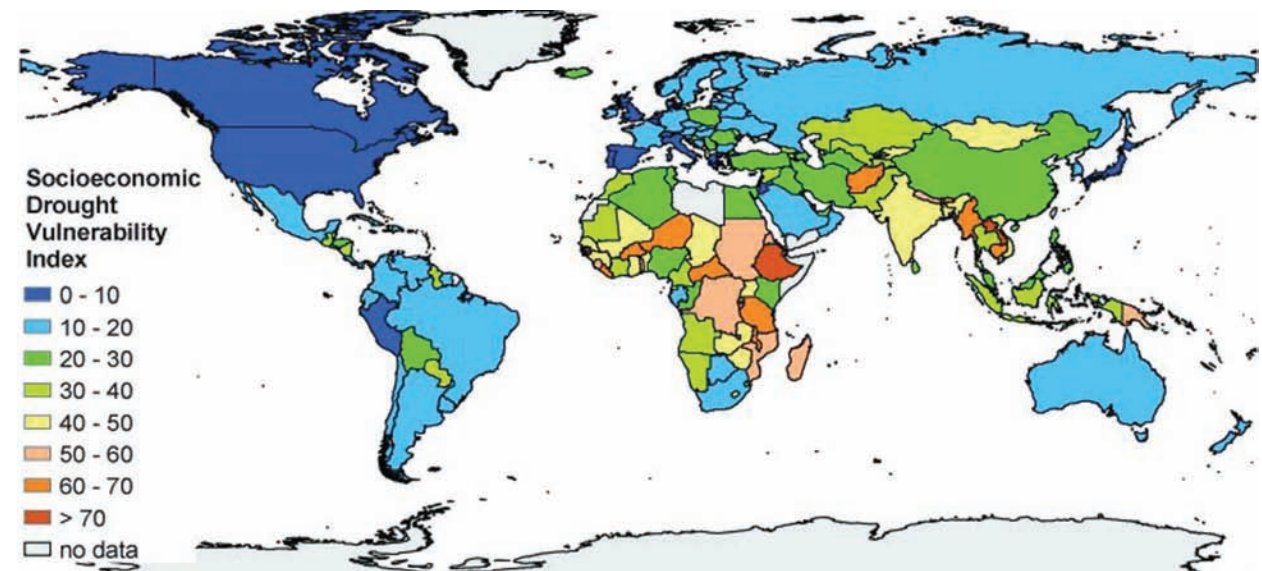 Socioeconomic
Drought
Vulnerability
Index
0 - 10
10 - 20
20 - 30
30 - 40
40 - 50
50 - 60
60 - 70
> 70
no data